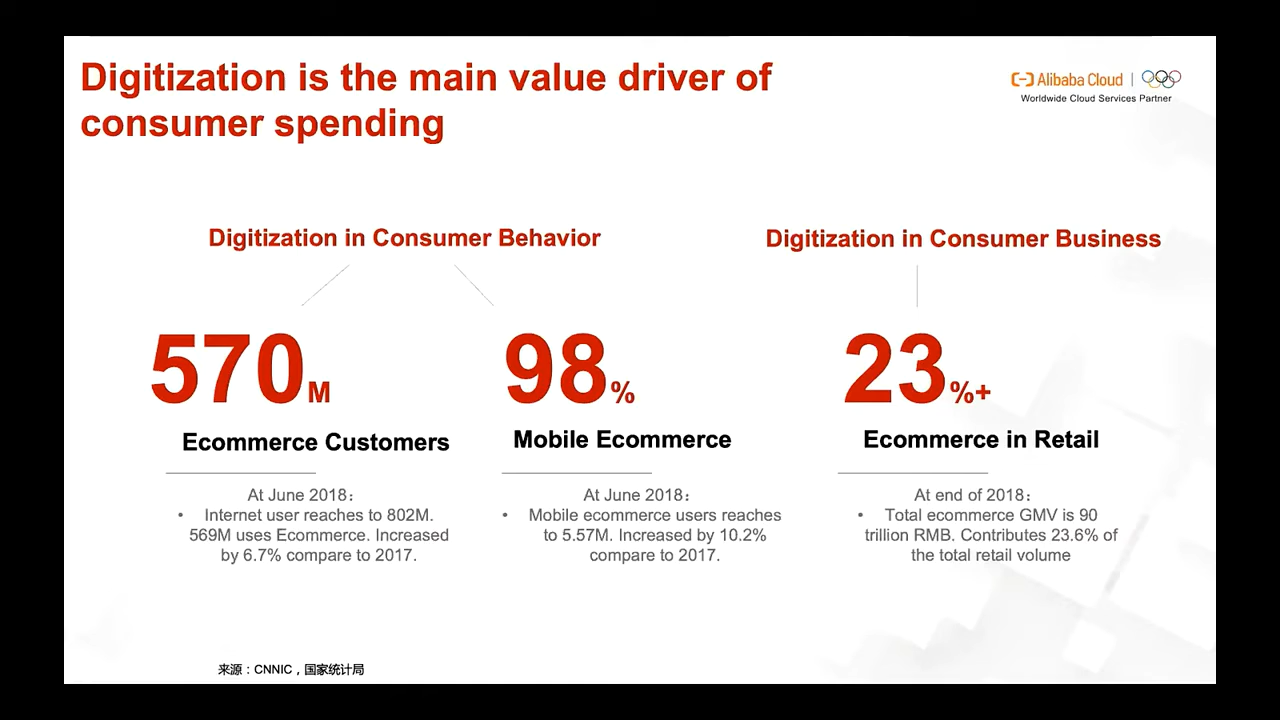 Digitization is the main value driver of
consumer spending
Alibaba Cloud
Worldwide Cloud Services Partner
Digitization in Consumer Behavior
Digitization in Consumer Business
570M
98%
23%+
Ecommerce Customers
Mobile Ecommerce
Ecommerce in Retail
At June 2018：
• Internet user reaches to 802M.
569M uses Ecommerce. Increased
by 6.7% compare to 2017.
At June 2018：
• Mobile ecommerce users reaches
to 5.57M. Increased by 10.2%
compare to 2017.
At end of 2018：
• Total ecommerce GMV is 90
trillion RMB. Contributes 23.6% of
the total retail volume
来源：CNNIC，国家统计局